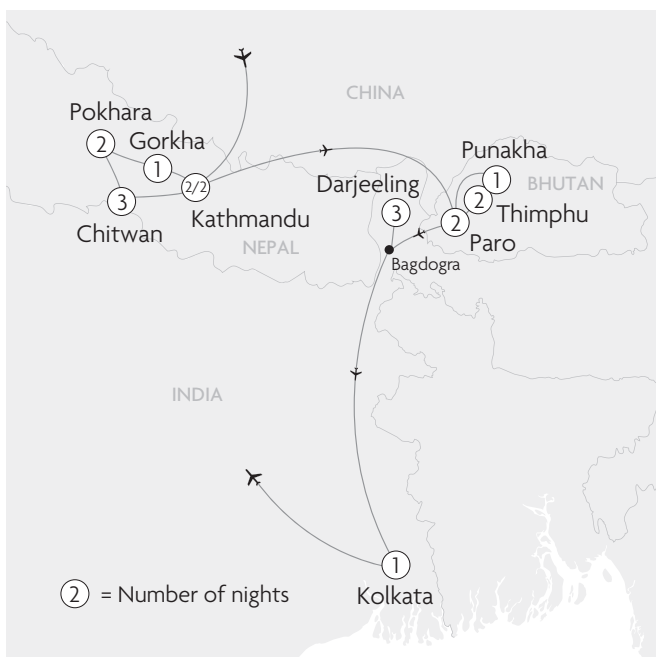 CHINA
Pokhara
2
Gorkha
1
2/2
Kathmandu
3
Chitwan
NEPAL
Darjeeling
3
Punakha
1
BHUTAN
2
Thimphu
2
Paro
Bagdogra
INDIA
1
Kolkata
2 = Number of nights